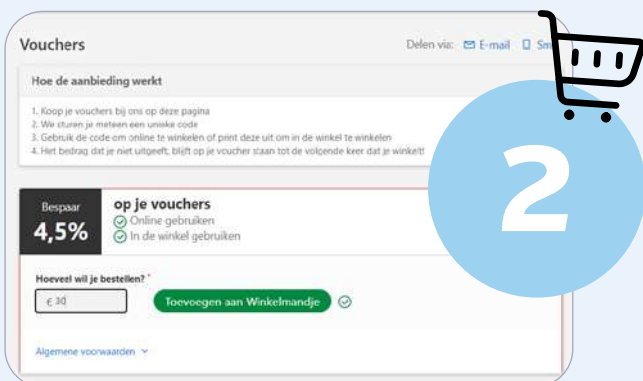 Vouchers
Delen via: E-mail
Hoe de aanbieding werkt
1. Koop je vouchers bij ons op deze pagina
2. We sturen je meteen een unieke code
3. Gebruik de code om online te winkelen of print deze uit om in de winkel te winkelen
4. Het bedrag dat je niet uitgeeft, blijft op je voucher staan tot de volgende keer dat je winkelt!
2
Bespaar
4,5%
op je vouchers
Online gebruiken
In de winkel gebruiken
Hoeveel wil je bestellen? *
€ 30
Toevoegen aan Winkelmandje
Algemene voorwaarden